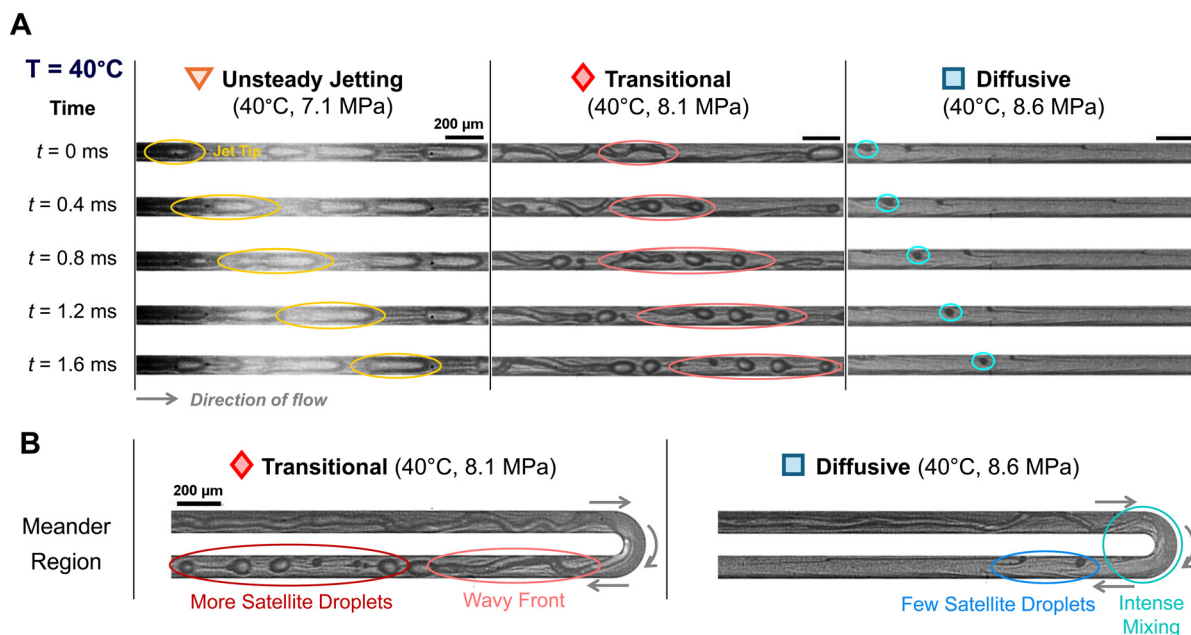 A
T = 40°C
Time
Unsteady Jetting
(40°C, 7.1 MPa)
200 µm
Transitional
(40°C, 8.1 MPa)
Diffusive
(40°C, 8.6 MPa)
t = 0 ms
Jet Tip
t = 0.4 ms
t = 0.8 ms
t = 1.2 ms
t = 1.6 ms
Direction of flow
B
Transitional (40°C, 8.1 MPa)
200 µm
Diffusive (40°C, 8.6 MPa)
Meander
Region
More Satellite Droplets
Wavy Front
Few Satellite Droplets
Intense
Mixing